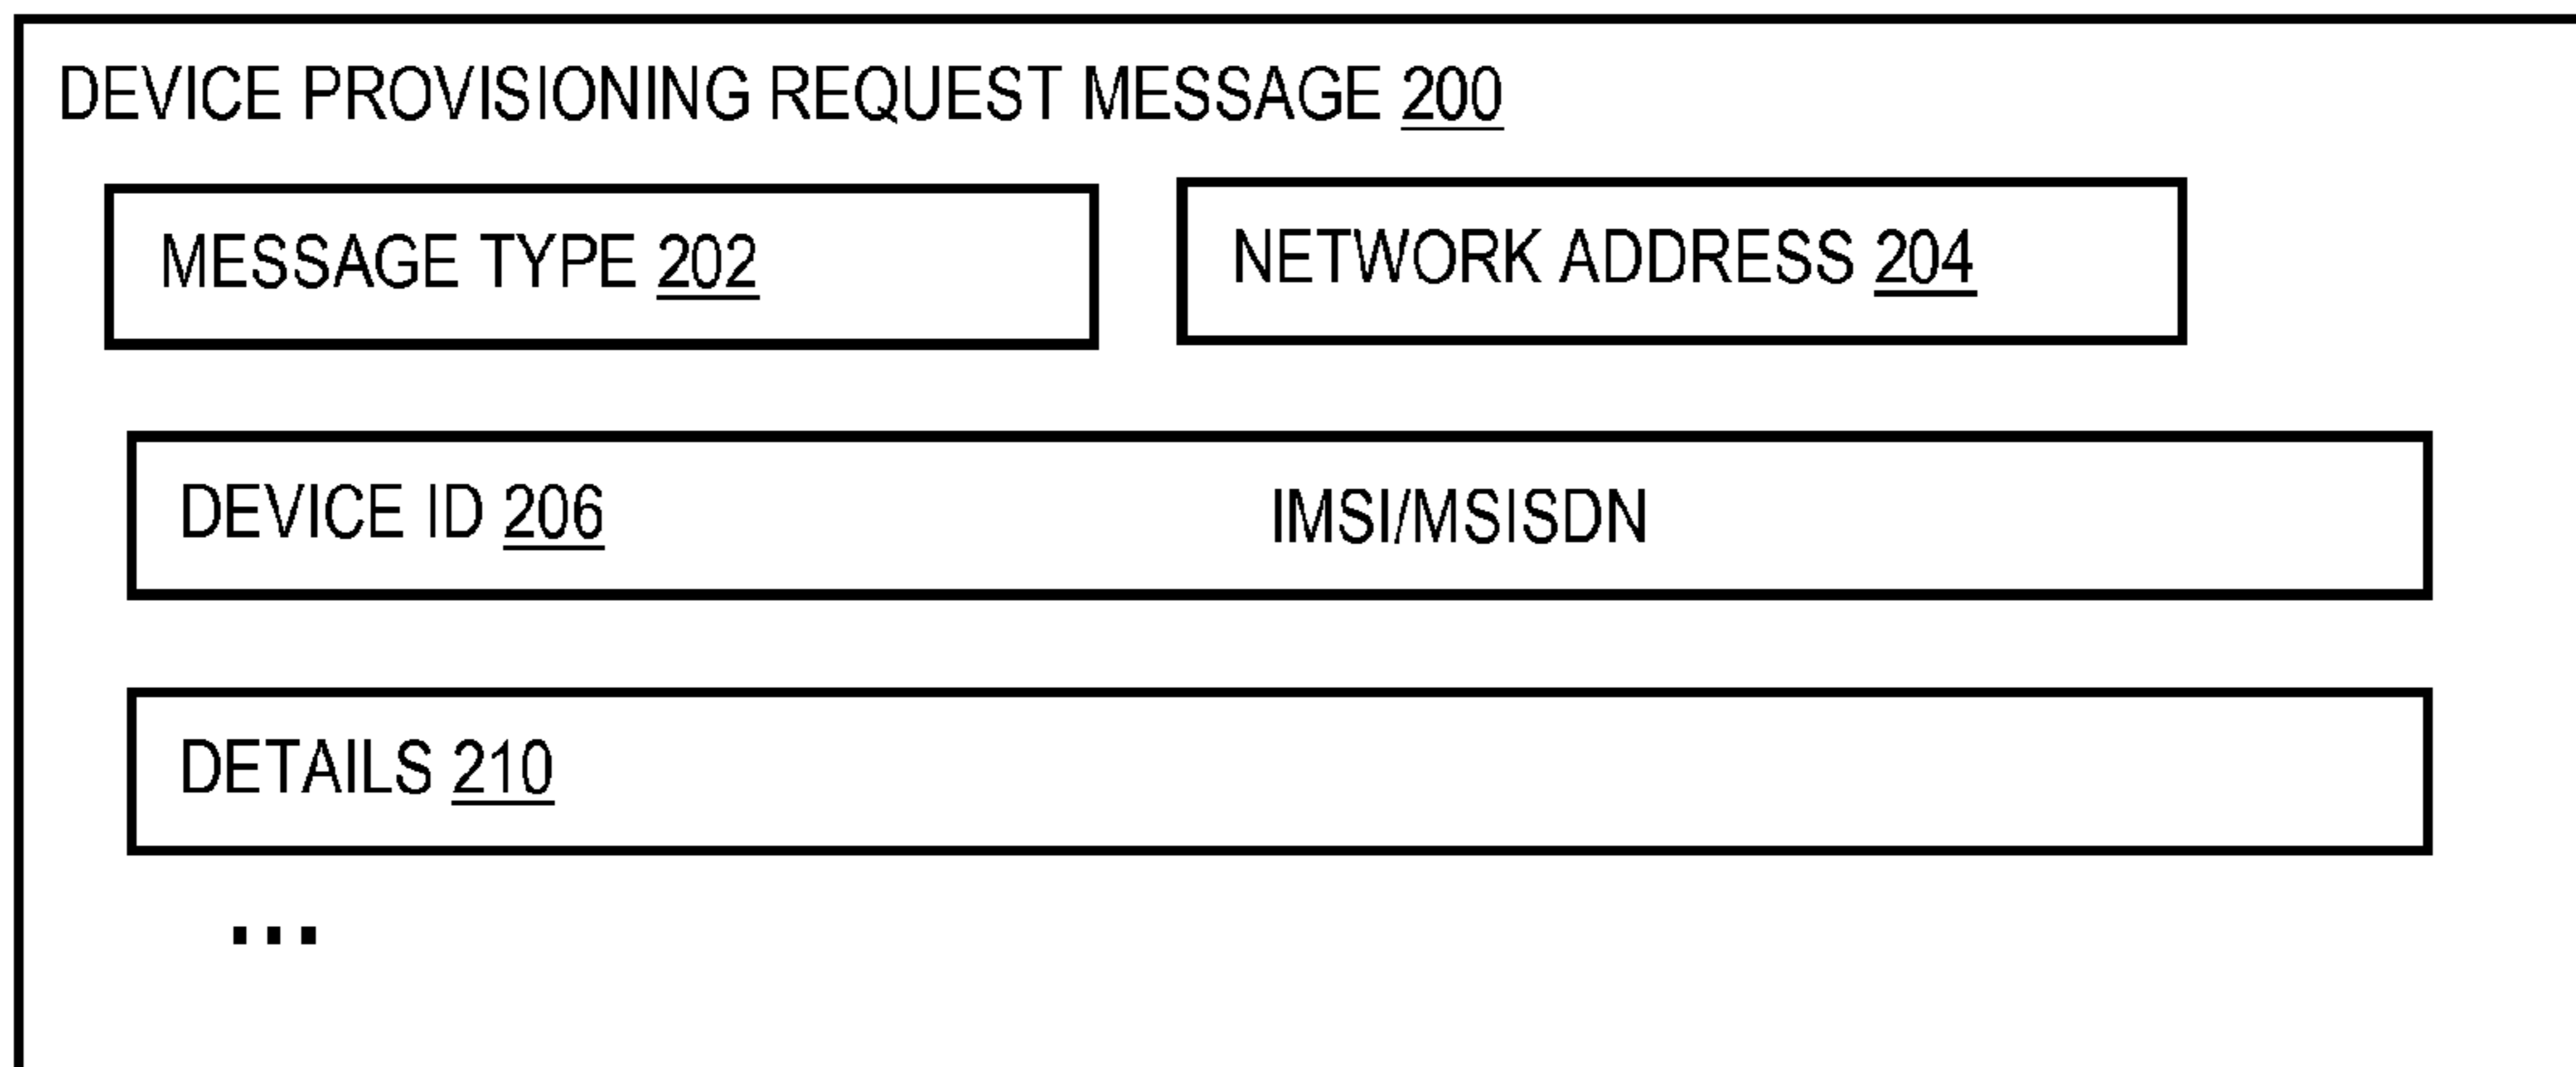 DEVICE PROVISIONING REQUEST MESSAGE 200
MESSAGE TYPE 202
NETWORK ADDRESS 204
DEVICE ID 206 IMSI/MSISDN
DETAILS 210
...